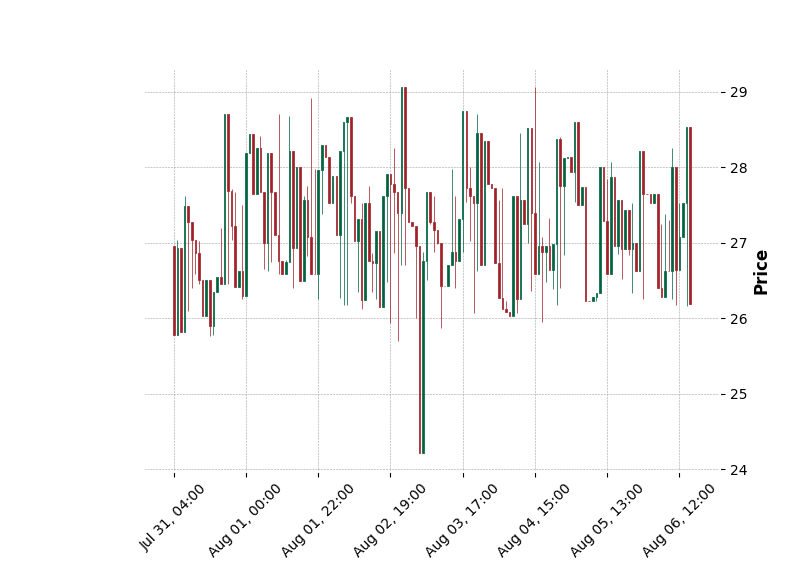 29
28
27
26
25
24
Price
Jul 31, 04:00
Aug 01, 00:00
Aug 01, 22:00
Aug 02, 19:00
Aug 03, 17:00
Aug 04, 15:00
Aug 05, 13:00
Aug 06, 12:00